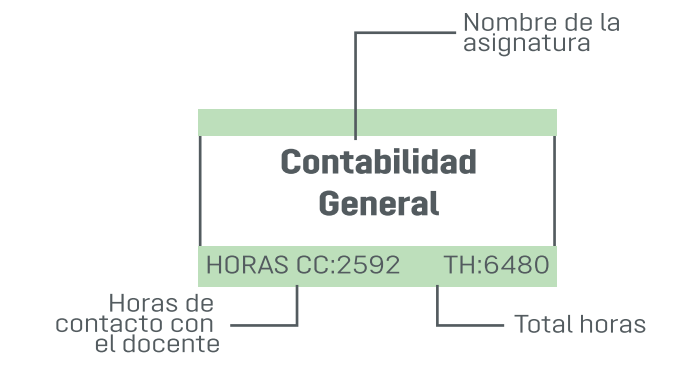 Nombre de la
asignatura
Contabilidad
General
HORAS CC:2592 TH:6480
Horas de
contacto con
el docente
Total horas